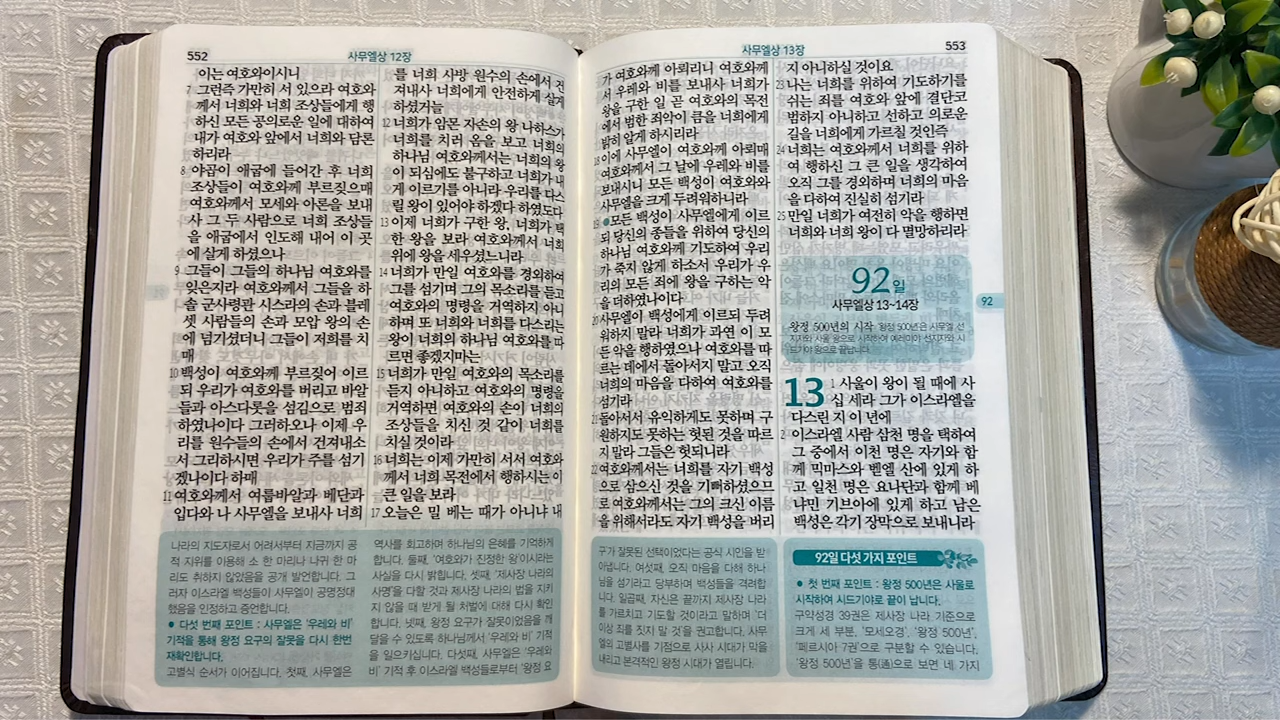 552
사무엘상 12장
이는 여호와이시니
7 그런즉 가만히 서 있으라 여호와
께서 너희와 너희 조상들에게 행
하신 모든 공의로운 일에 대하여
내가 여호와 앞에서 너희와 담론
하리라
8 야곱이 애굽에 들어간 후 너희
조상들이 여호와께 부르짖으매
여호와께서 모세와 아론을 보내
사 그 두 사람으로 너희 조상들
을 애굽에서 인도해 내어 이 곳
에 살게 하셨으나
9 그들이 그들의 하나님 여호와를
잊은지라 여호와께서 그들을 하
솔 군사령관 시스라의 손과 블레
셋 사람들의 손과 모압 왕의 손
에 넘기셨더니 그들이 저희를 치
매
10 백성이 여호와께 부르짖어 이르
되 우리가 여호와를 버리고 바알
들과 아스다롯을 섬김으로 범죄
하였나이다 그러하오나 이제 우
리를 원수들의 손에서 건져내소
서 그리하시면 우리가 주를 섬기
겠나이다 하매
11 여호와께서 여룹바알과 베단과
입다와 나 사무엘을 보내사 너희
를 너희 사방 원수의 손에서 건
져내사 너희에게 안전하게 살게
하셨거늘
12 너희가 암몬 자손의 왕 나하스가
너희를 치러 옴을 보고 너희의
하나님 여호와께서는 너희의 왕
이 되심에도 불구하고 너희가 내
게 이르기를 아니라 우리를 다스
릴 왕이 있어야 하겠다 하였도다
13 이제 너희가 구한 왕, 너희가 택
한 왕을 보라 여호와께서 너희
위에 왕을 세우셨느니라
14 너희가 만일 여호와를 경외하여
그를 섬기며 그의 목소리를 듣고
여호와의 명령을 거역하지 아니
하며 또 너희와 너희를 다스리는
왕이 너희의 하나님 여호와를 따
르면 좋겠지마는
15 너희가 만일 여호와의 목소리를
듣지 아니하고 여호와의 명령을
거역하면 여호와의 손이 너희의
조상들을 치신 것 같이 너희를
치실 것이라
16 너희는 이제 가만히 서서 여호와
께서 너희 목전에서 행하시는 이
큰 일을 보라
17 오늘은 밀 베는 때가 아니냐 내
나라의 지도자로서 어려서부터 지금까지 공
적 지위를 이용해 소 한 마리나 나귀 한 마
리도 취하지 않았음을 공개 발언합니다. 그
러자 이스라엘 백성들이 사무엘이 공명정대
했음을 인정하고 증언합니다.
● 다섯 번째 포인트 : 사무엘은 '우레와 비'
기적을 통해 왕정 요구의 잘못을 다시 한번
재확인합니다.
고별식 순서가 이어집니다. 첫째, 사무엘은
역사를 회고하며 하나님의 은혜를 기억하게
합니다. 둘째, '여호와가 진정한 왕'이시라는
사실을 다시 밝힙니다. 셋째, '제사장 나라의
사명'을 다할 것과 제사장 나라의 법을 지키
지 않을 때 받게 될 처벌에 대해 다시 확인
합니다. 넷째, 왕정 요구가 잘못이었음을 깨
달을 수 있도록 하나님께서 '우레와 비' 기적
을 일으키십니다. 다섯째, 사무엘은 '우레와
비' 기적 후 이스라엘 백성들로부터 '왕정 요
사무엘상 13장
553
가 여호와께 아뢰리니 여호와께
서 우레와 비를 보내사 너희가
왕을 구한 일 곧 여호와의 목전
에서 범한 죄악이 큼을 너희에게
밝히 알게 하시리라
18 이에 사무엘이 여호와께 아뢰매
여호와께서 그 날에 우레와 비를
보내시니 모든 백성이 여호와와
사무엘을 크게 두려워하니라
19 ●모든 백성이 사무엘에게 이르
되 당신의 종들을 위하여 당신의
하나님 여호와께 기도하여 우리
가 죽지 않게 하소서 우리가 우
리의 모든 죄에 왕을 구하는 악
을 더하였나이다
20 사무엘이 백성에게 이르되 두려
워하지 말라 너희가 과연 이 모
든 악을 행하였으나 여호와를 따
르는 데에서 돌아서지 말고 오직
너희의 마음을 다하여 여호와를
섬기라
21 돌아서서 유익하게도 못하며 구
원하지도 못하는 헛된 것을 따르
지 말라 그들은 헛되니라
22 여호와께서는 너희를 자기 백성
으로 삼으신 것을 기뻐하셨으므
로 여호와께서는 그의 크신 이름
을 위해서라도 자기 백성을 버리
지 아니하실 것이요
23 나는 너희를 위하여 기도하기를
쉬는 죄를 여호와 앞에 결단코
범하지 아니하고 선하고 의로운
길을 너희에게 가르칠 것인즉
24 너희는 여호와께서 너희를 위하
여 행하신 그 큰 일을 생각하여
오직 그를 경외하며 너희의 마음
을 다하여 진실히 섬기라
25 만일 너희가 여전히 악을 행하면
너희와 너희 왕이 다 멸망하리라
92일
사무엘상 13~14장
왕정 500년의 시작 '왕정 500년'은 사무엘 선
지자와 사울 왕으로 시작하여 예레미야 선지자와 시
드기야 왕으로 끝납니다.
92
13 1 사울이 왕이 될 때에 사
십 세라 그가 이스라엘을
다스린 지 이 년에
2 이스라엘 사람 삼천 명을 택하여
그 중에서 이천 명은 자기와 함
께 믹마스와 벧엘 산에 있게 하
고 일천 명은 요나단과 함께 베
냐민 기브아에 있게 하고 남은
백성은 각기 장막으로 보내니라
구'가 잘못된 선택이었다는 공식 시인을 받
아냅니다. 여섯째, 오직 마음을 다해 하나
님을 섬기라고 당부하며 백성들을 격려합
니다. 일곱째, 자신은 끝까지 제사장 나라
를 가르치고 기도할 것이라고 말하며 '더
이상 죄를 짓지 말 것'을 권고합니다. 사무
엘의 고별사를 기점으로 사사 시대가 막을
내리고 본격적인 왕정 시대가 열립니다.
92일 다섯 가지 포인트
● 첫 번째 포인트 : 왕정 500년은 사울로
시작하여 시드기야로 끝이 납니다.
구약성경 39권은 제사장 나라 기준으로
크게 세 부분, '모세오경', '왕정 500년',
'페르시아 7권'으로 구분할 수 있습니다.
'왕정 500년'을 통(通)으로 보면 네 가지